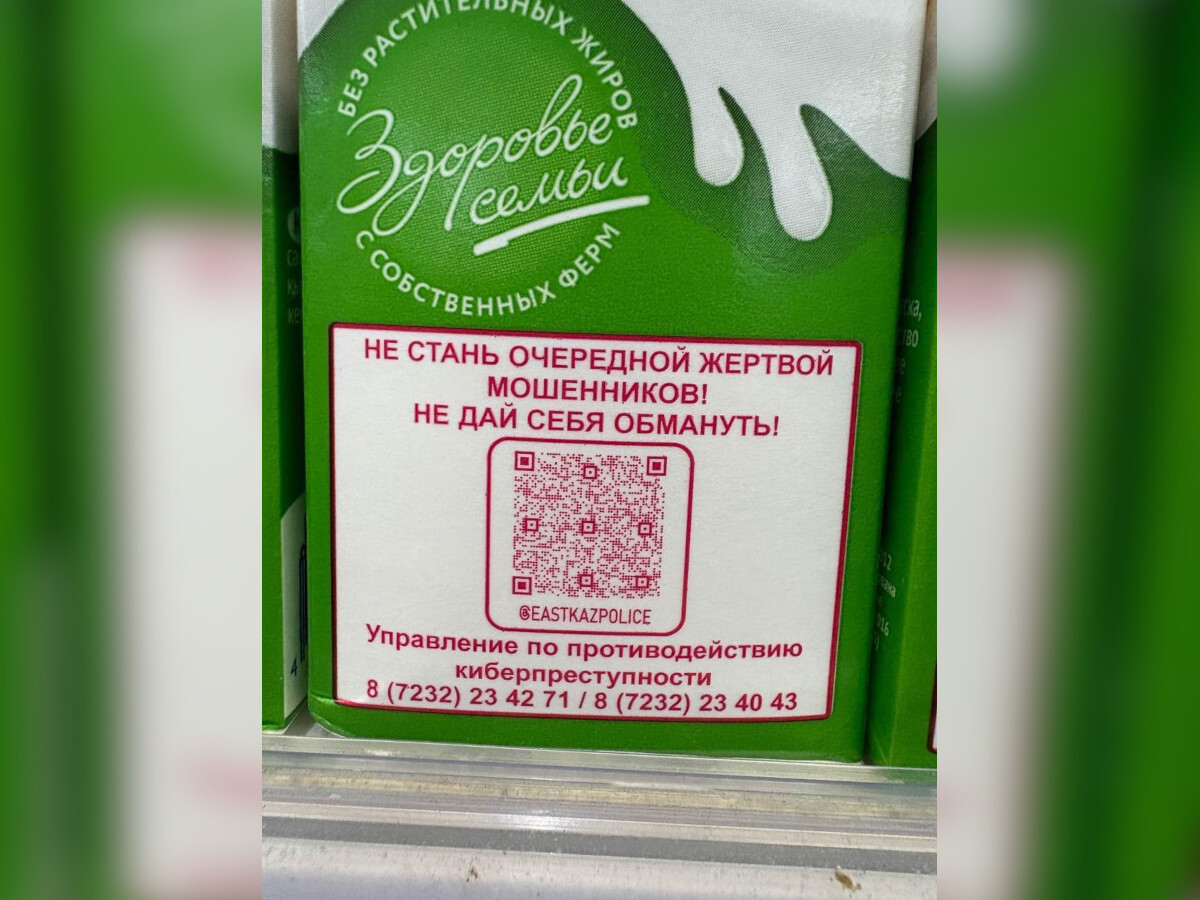 БЕЗ РАСТИТЕЛЬНЫХ ЖИРОВ
Здоровье
семьи
С СОБСТВЕННЫХ ФЕРМ
НЕ СТАНЬ ОЧЕРЕДНОЙ ЖЕРТВОЙ
МОШЕННИКОВ!
НЕ ДАЙ СЕБЯ ОБМАНУТЬ!
@EASTKAZPOLICE
Управление по противодействию
киберпреступности
8 (7232) 23 42 71 / 8 (7232) 23 40 43